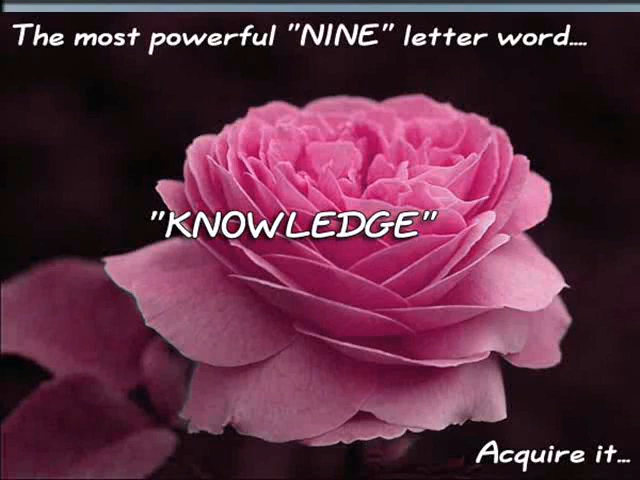 The most powerful "NINE" letter word....
"KNOWLEDGE"
Acquire it...